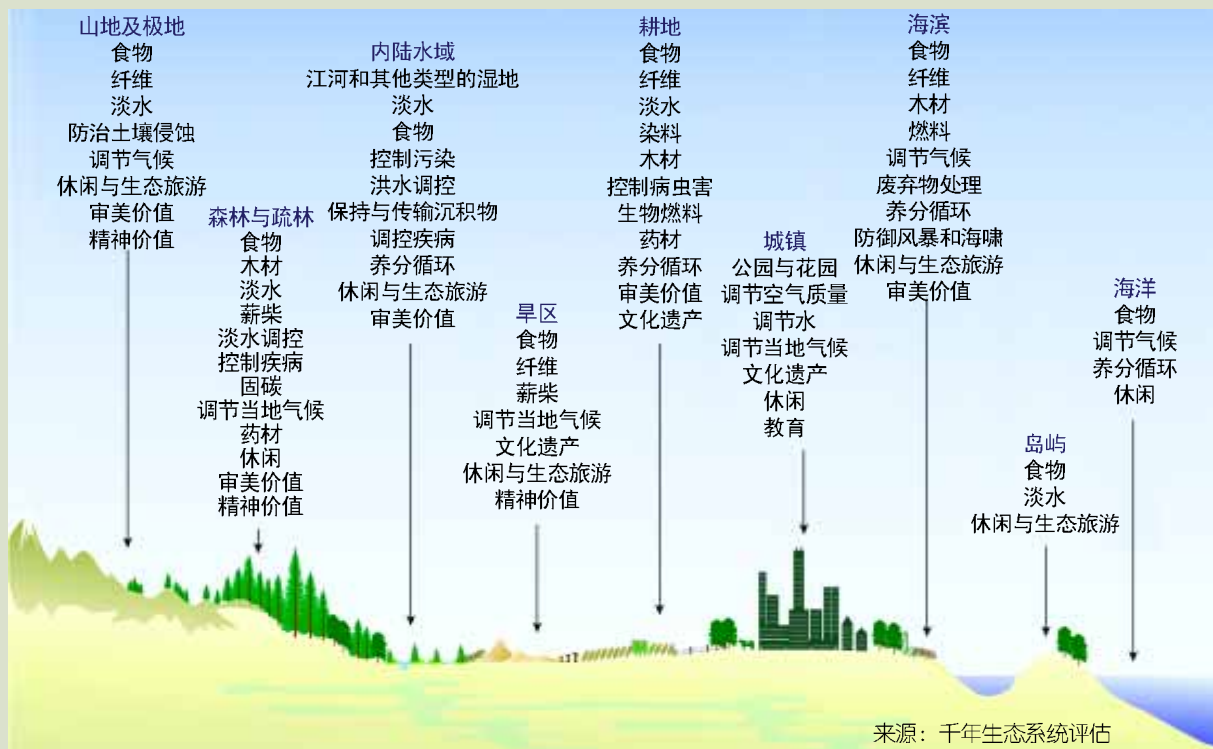 山地及极地
食物
纤维
淡水
防治土壤侵蚀
调节气候
休闲与生态旅游
审美价值
精神价值
森林与疏林
食物
木材
淡水
薪柴
淡水调控
控制疾病
固碳
调节当地气候
药材
休闲
审美价值
精神价值
内陆水域
江河和其他类型的湿地
淡水
食物
控制污染
洪水调控
保持与传输沉积物
调控疾病
养分循环
休闲与生态旅游
审美价值
旱区
食物
纤维
薪柴
调节当地气候
文化遗产
休闲与生态旅游
精神价值
耕地
食物
纤维
淡水
染料
木材
控制病虫害
生物燃料
药材
养分循环
审美价值
文化遗产
城镇
公园与花园
调节空气质量
调节水
调节当地气候
文化遗产
休闲
教育
海滨
食物
纤维
木材
燃料
调节气候
废弃物处理
养分循环
防御风暴和海啸
休闲与生态旅游
审美价值
岛屿
食物
淡水
休闲与生态旅游
海洋
食物
调节气候
养分循环
休闲
来源：千年生态系统评估